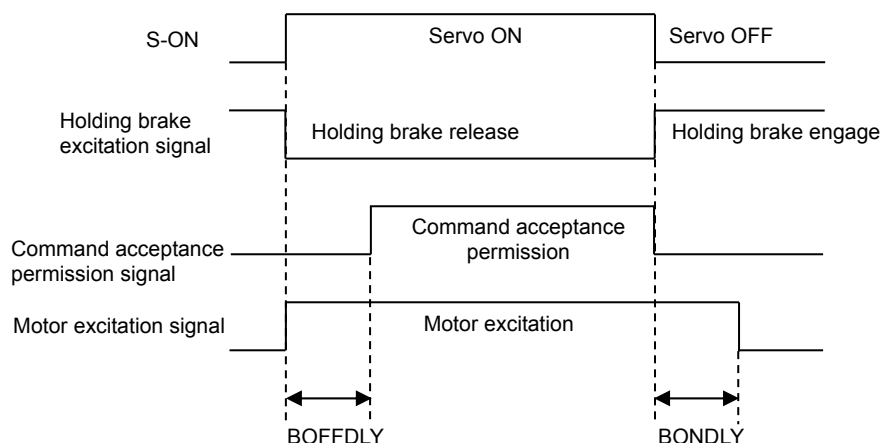 S-ON
Servo ON
Servo OFF
Holding brake
excitation signal
Holding brake release
Holding brake engage
Command acceptance
permission signal
Command acceptance
permission
Motor excitation signal
Motor excitation
BOFFDLY
BONDLY